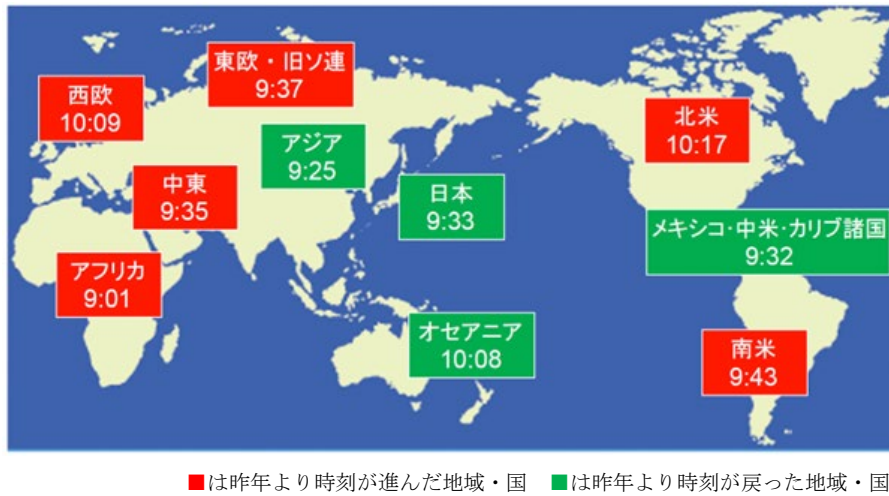 東欧・旧ソ連
9:37
西欧
10:09
北米
10:17
アジア
9:25
中東
9:35
日本
9:33
メキシコ・中米・カリブ諸国
9:32
アフリカ
9:01
オセアニア
10:08
南米
9:43
■は昨年より時刻が進んだ地域・国 ■は昨年より時刻が戻った地域・国